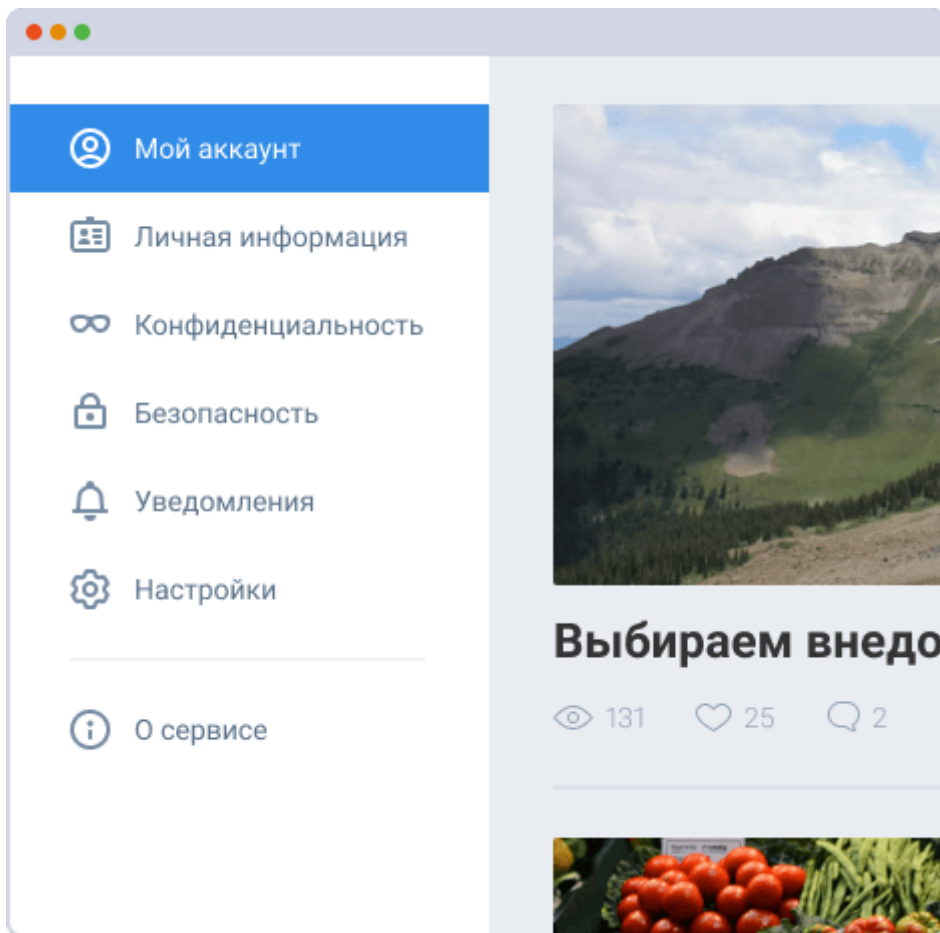 Мой аккаунт
Личная информация
Конфиденциальность
Безопасность
Уведомления
Настройки
О сервисе
Выбираем внедо
131 25 2